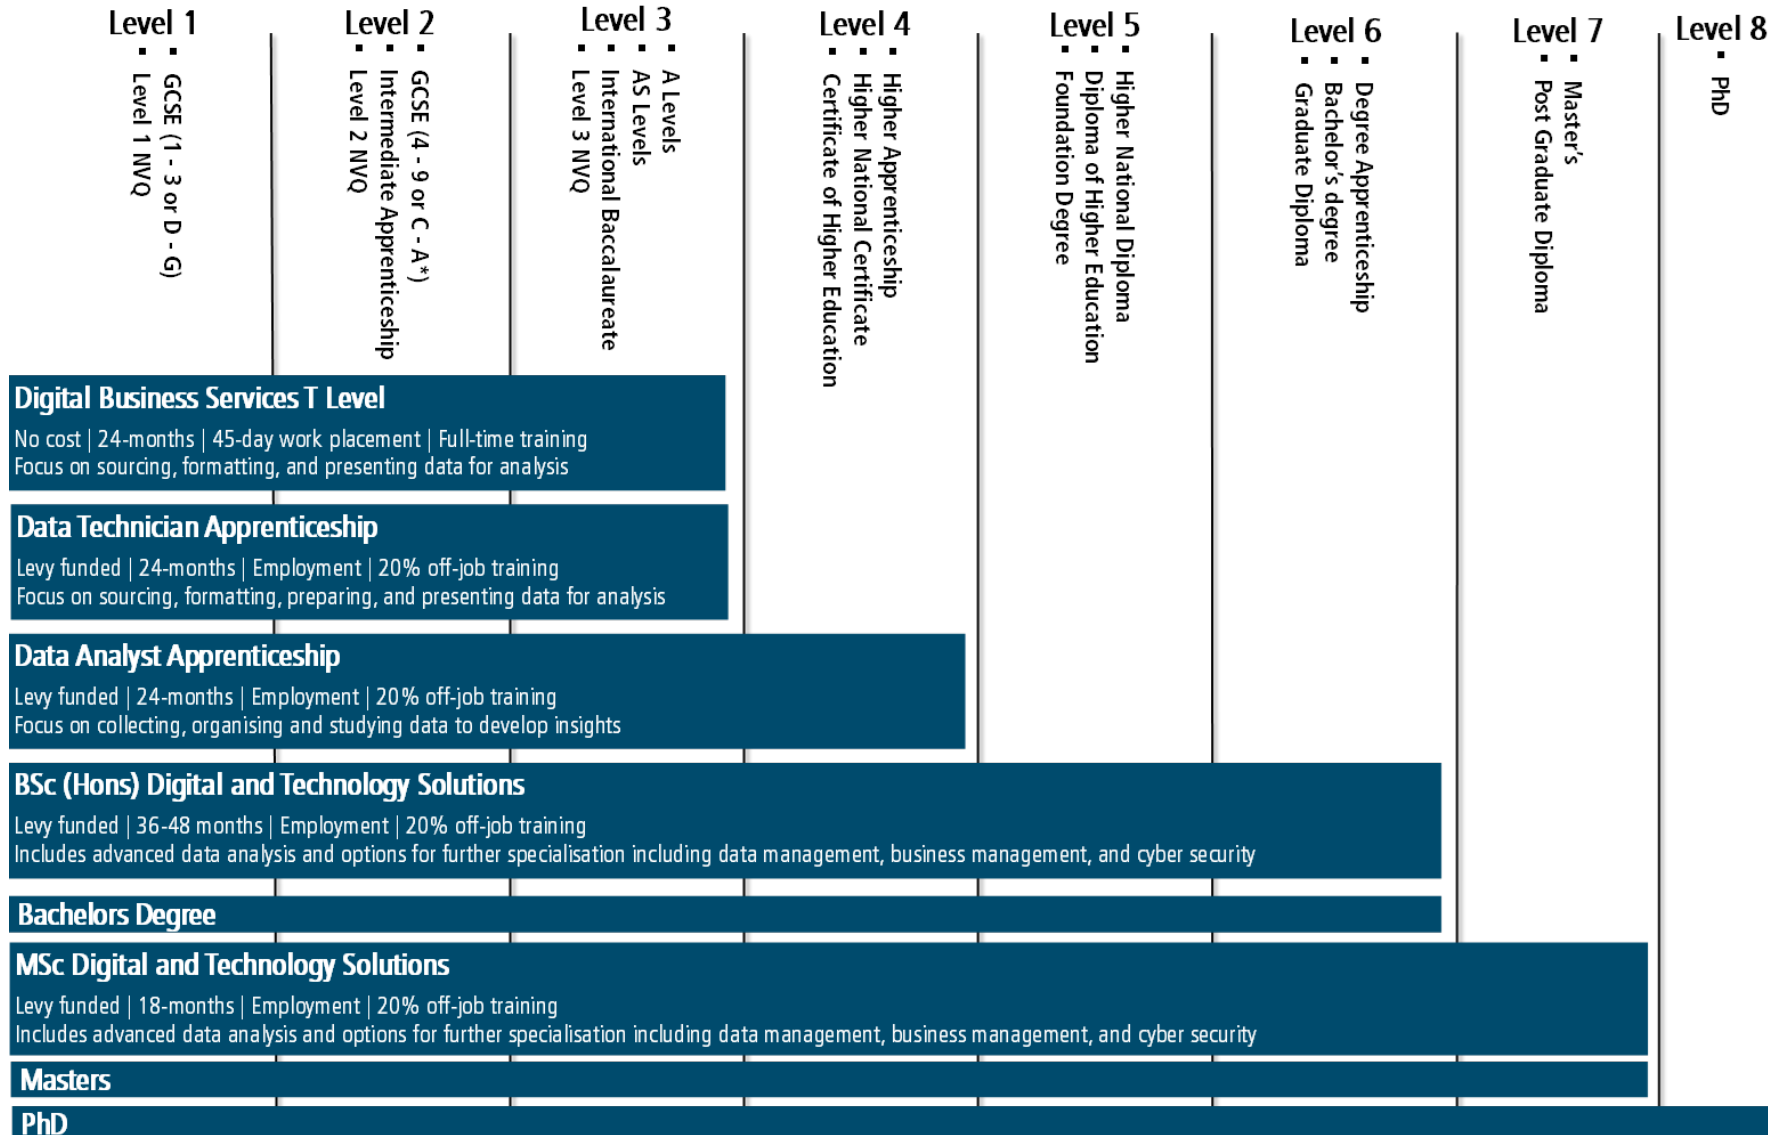 Level 1
▪ GCSE (1 - 3 or D - G)
▪ Level 1 NVQ
Level 2
▪ GCSE (4 - 9 or C - A*)
▪ Intermediate Apprenticeship
▪ Level 2 NVQ
Level 3
▪ A Levels
▪ AS Levels
▪ International Baccalaureate
▪ Level 3 NVQ
Level 4
▪ Higher Apprenticeship
▪ Higher National Certificate
▪ Certificate of Higher Education
Level 5
▪ Higher National Diploma
▪ Diploma of Higher Education
▪ Foundation Degree
Level 6
▪ Degree Apprenticeship
▪ Bachelor's degree
▪ Graduate Diploma
Level 7
▪ Master's
▪ Post Graduate Diploma
Level 8
▪ PhD
Digital Business Services T Level
No cost | 24-months | 45-day work placement | Full-time training
Focus on sourcing, formatting, and presenting data for analysis
Data Technician Apprenticeship
Levy funded | 24-months | Employment | 20% off-job training
Focus on sourcing, formatting, preparing, and presenting data for analysis
Data Analyst Apprenticeship
Levy funded | 24-months | Employment | 20% off-job training
Focus on collecting, organising and studying data to develop insights
BSc (Hons) Digital and Technology Solutions
Levy funded | 36-48 months | Employment | 20% off-job training
Includes advanced data analysis and options for further specialisation including data management, business management, and cyber security
Bachelors Degree
MSc Digital and Technology Solutions
Levy funded | 18-months | Employment | 20% off-job training
Includes advanced data analysis and options for further specialisation including data management, business management, and cyber security
Masters
PhD